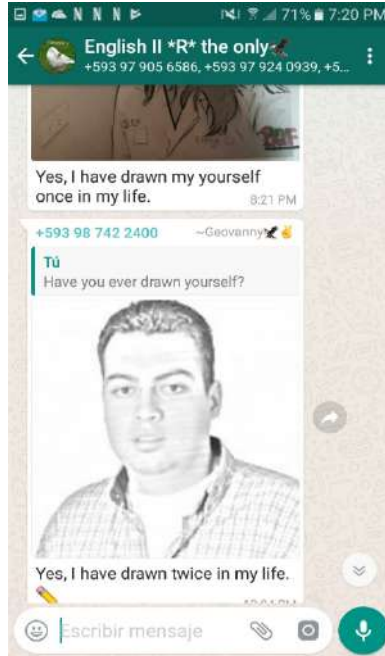 71% 7:20 PM
English II *R* the only
+593 97 905 6586, +593 97 924 0939, +5...
Yes, I have drawn my yourself
once in my life.
8:21 PM
+593 98 742 2400 ~Geovanny
Tú
Have you ever drawn yourself?
Yes, I have drawn twice in my life.
Escribir mensaje